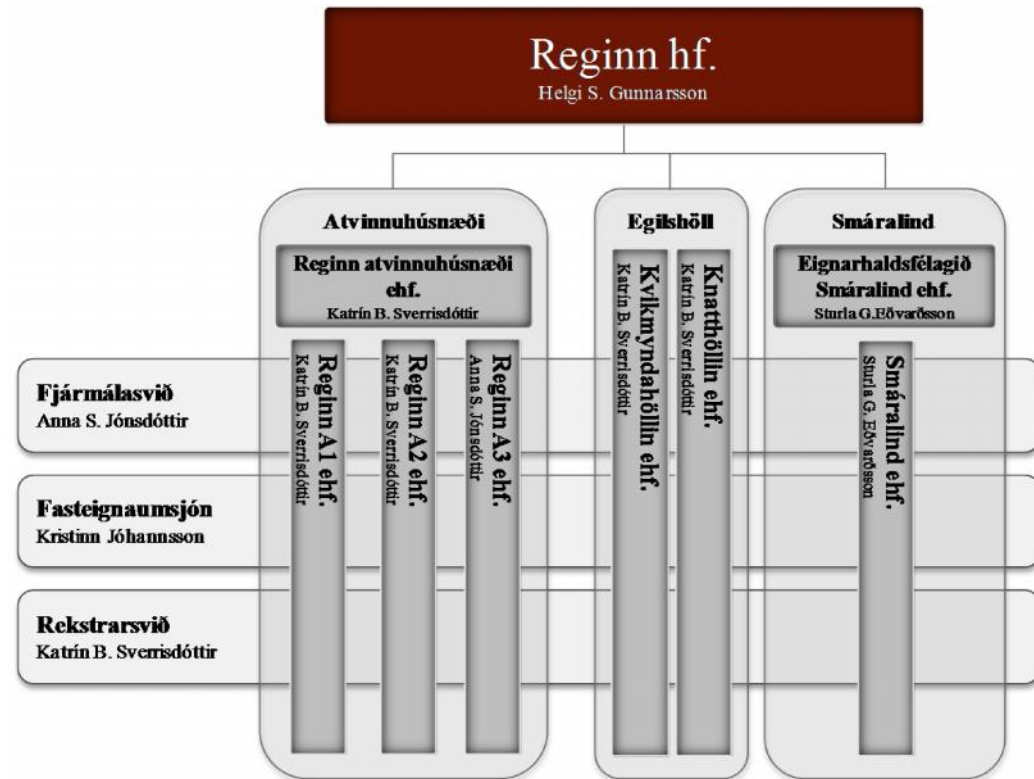 Reginn hf.
Helgi S. Gunnarsson
Atvinnuhúsnæði
Reginn atvinnuhúsnæði
ehf.
Katrín B. Sverrisdóttir
Reginn A1 ehf.
Katrín B. Sverrisdóttir
Reginn A2 ehf.
Katrín B. Sverrisdóttir
Reginn A3 ehf.
Anna S. Jónsdóttir
Egilshöll
Kvikmyndahöllin ehf.
Katrín B. Sverrisdóttir
Knatthöllin ehf.
Katrín B. Sverrisdóttir
Smáralind
Eignarhaldsfélagið
Smáralind ehf.
Sturla G.Eðvarðsson
Smáralind ehf.
Sturla G. Eðvarðsson
Fjármálasvið
Anna S. Jónsdóttir
Fasteignaumsjón
Kristinn Jóhannsson
Rekstrarsvið
Katrín B. Sverrisdóttir